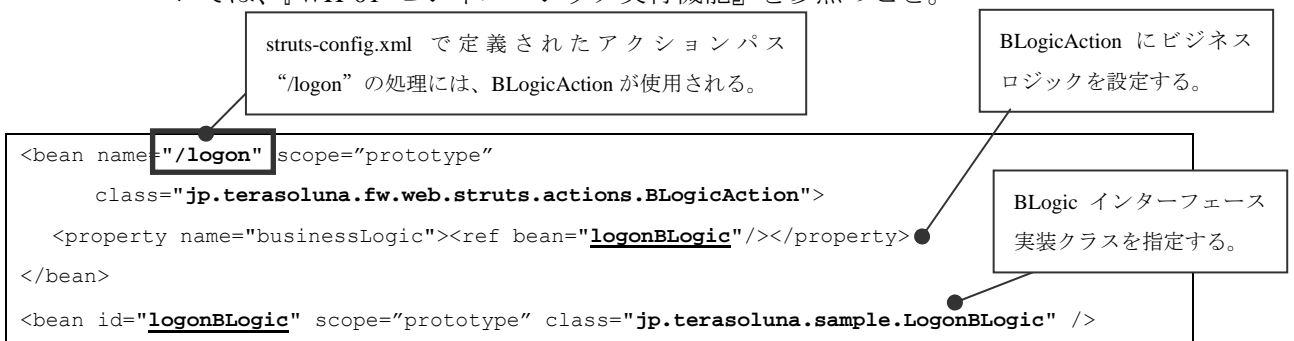 struts-config.xml で定義されたアクションパス
“/logon”の処理には、BLogicAction が使用される。
BLogicAction にビジネス
ロジックを設定する。
<bean name="/logon" scope=”prototype”
class="jp.terasoluna.fw.web.struts.actions.BLogicAction">
<property name="businessLogic"><ref bean="logonBLogic"/></property>
</bean>
<bean id="logonBLogic" scope=”prototype” class="jp.terasoluna.sample.LogonBLogic" />
BLogic インターフェース
実装クラスを指定する。